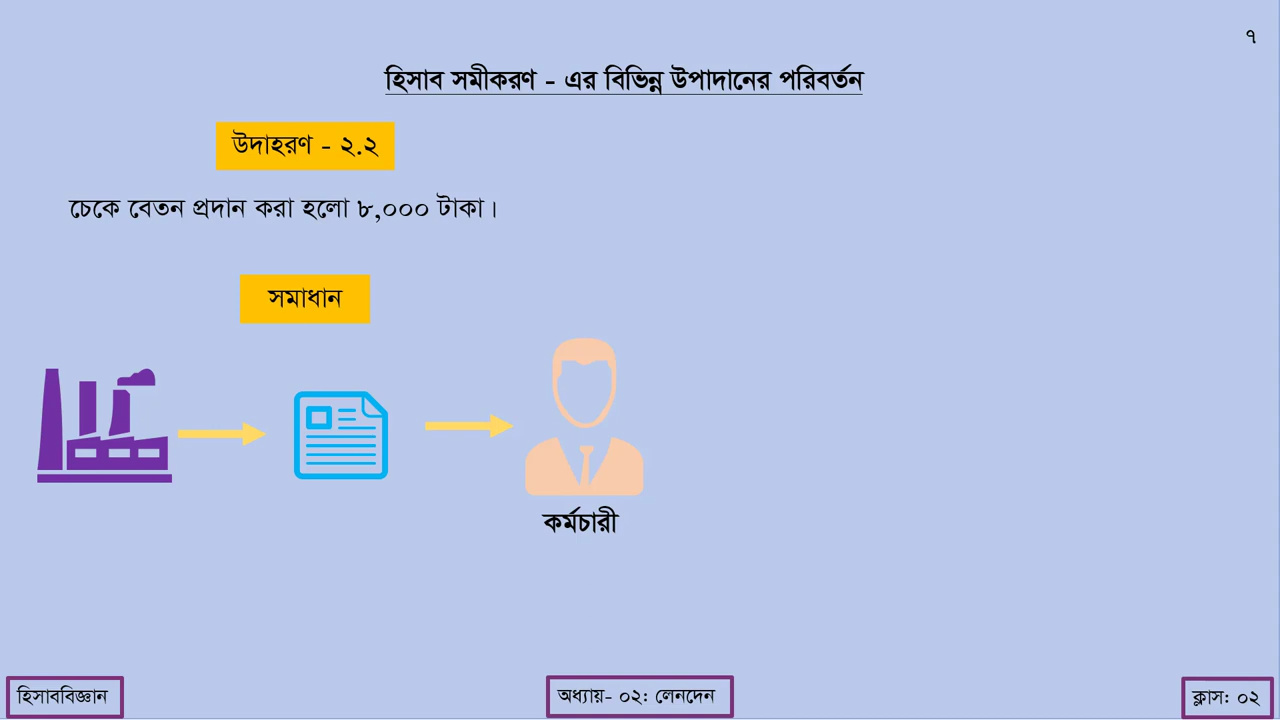 ৭
হিসাব সমীকরণ - এর বিভিন্ন উপাদানের পরিবর্তন
উদাহরণ - ২.২
চেকে বেতন প্রদান করা হলো ৮,০০০ টাকা।
সমাধান
কর্মচারী
হিসাববিজ্ঞান
অধ্যায়- ০২: লেনদেন
ক্লাস: ০২